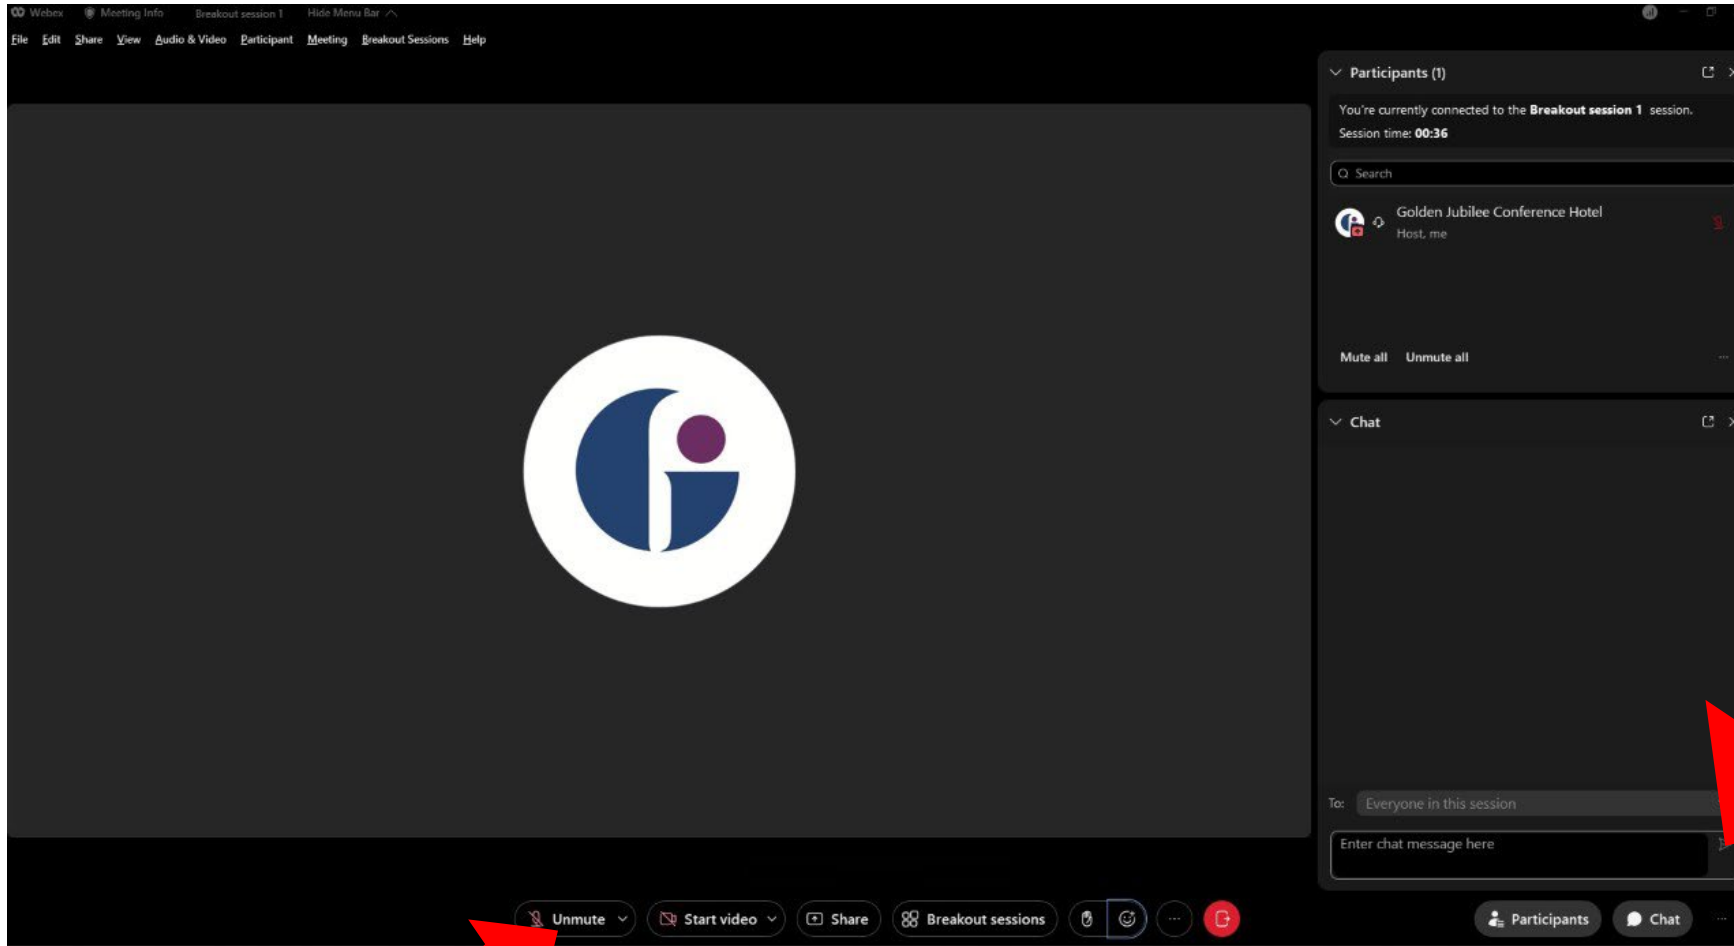 Webex Meeting Info Breakout session 1 Hide Menu Bar
File Edit Share View Audio & Video Participant Meeting Breakout Sessions Help
Participants (1)
You're currently connected to the Breakout session 1 session.
Session time: 00:36
Search
Golden Jubilee Conference Hotel
Host, me
Mute all Unmute all
Chat
To: Everyone in this session
Enter chat message here
Unmute Start video Share Breakout sessions Participants Chat